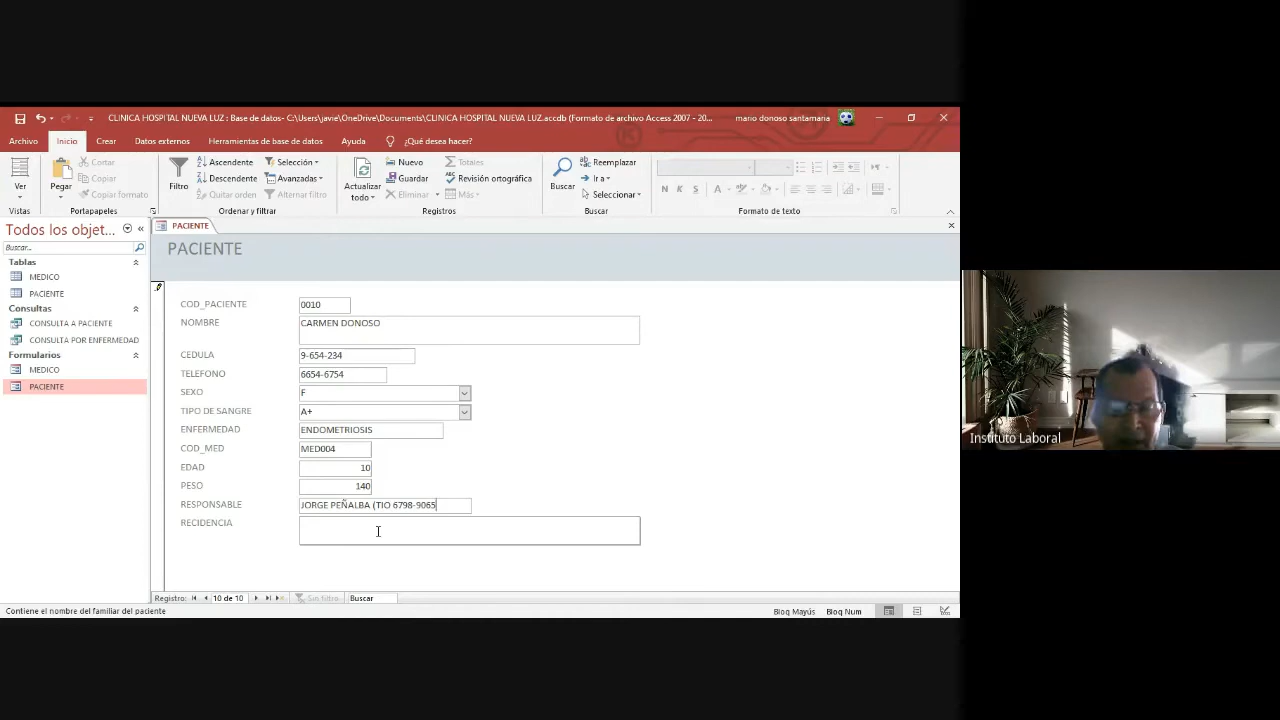 CLINICA HOSPITAL NUEVA LUZ : Base de datos- C:\Users\javie\OneDrive\Documents\CLINICA HOSPITAL NUEVA LUZ.accdb (Formato de archivo Access 2007 - 20...
mario donoso santamaria
Archivo Inicio Crear Datos externos Herramientas de base de datos Ayuda ¿Qué desea hacer?
Ver
Vistas
Pegar
Cortar
Copiar
Copiar formato
Portapapeles
Filtro
Ascendente
Descendente
Quitar orden
Selección
Avanzadas
Alternar filtro
Ordenar y filtrar
Actualizar todo
Nuevo
Guardar
Eliminar
Totales
Revisión ortográfica
Más
Registros
Buscar
Reemplazar
Ir a
Seleccionar
Buscar
N K S
Formato de texto
Todos los objet...
Buscar...
Tablas
MEDICO
PACIENTE
Consultas
CONSULTA A PACIENTE
CONSULTA POR ENFERMEDAD
Formularios
MEDICO
PACIENTE
PACIENTE
PACIENTE
COD_PACIENTE 0010
NOMBRE CARMEN DONOSO
CEDULA 9-654-234
TELEFONO 6654-6754
SEXO F
TIPO DE SANGRE A+
ENFERMEDAD ENDOMETRIOSIS
COD_MED MED004
EDAD 10
PESO 140
RESPONSABLE JORGE PEÑALBA (TIO 6798-9065
RECIDENCIA
Registro: 10 de 10 Sin filtro Buscar
Contiene el nombre del familiar del paciente
Bloq Mayús Bloq Num
Instituto Laboral